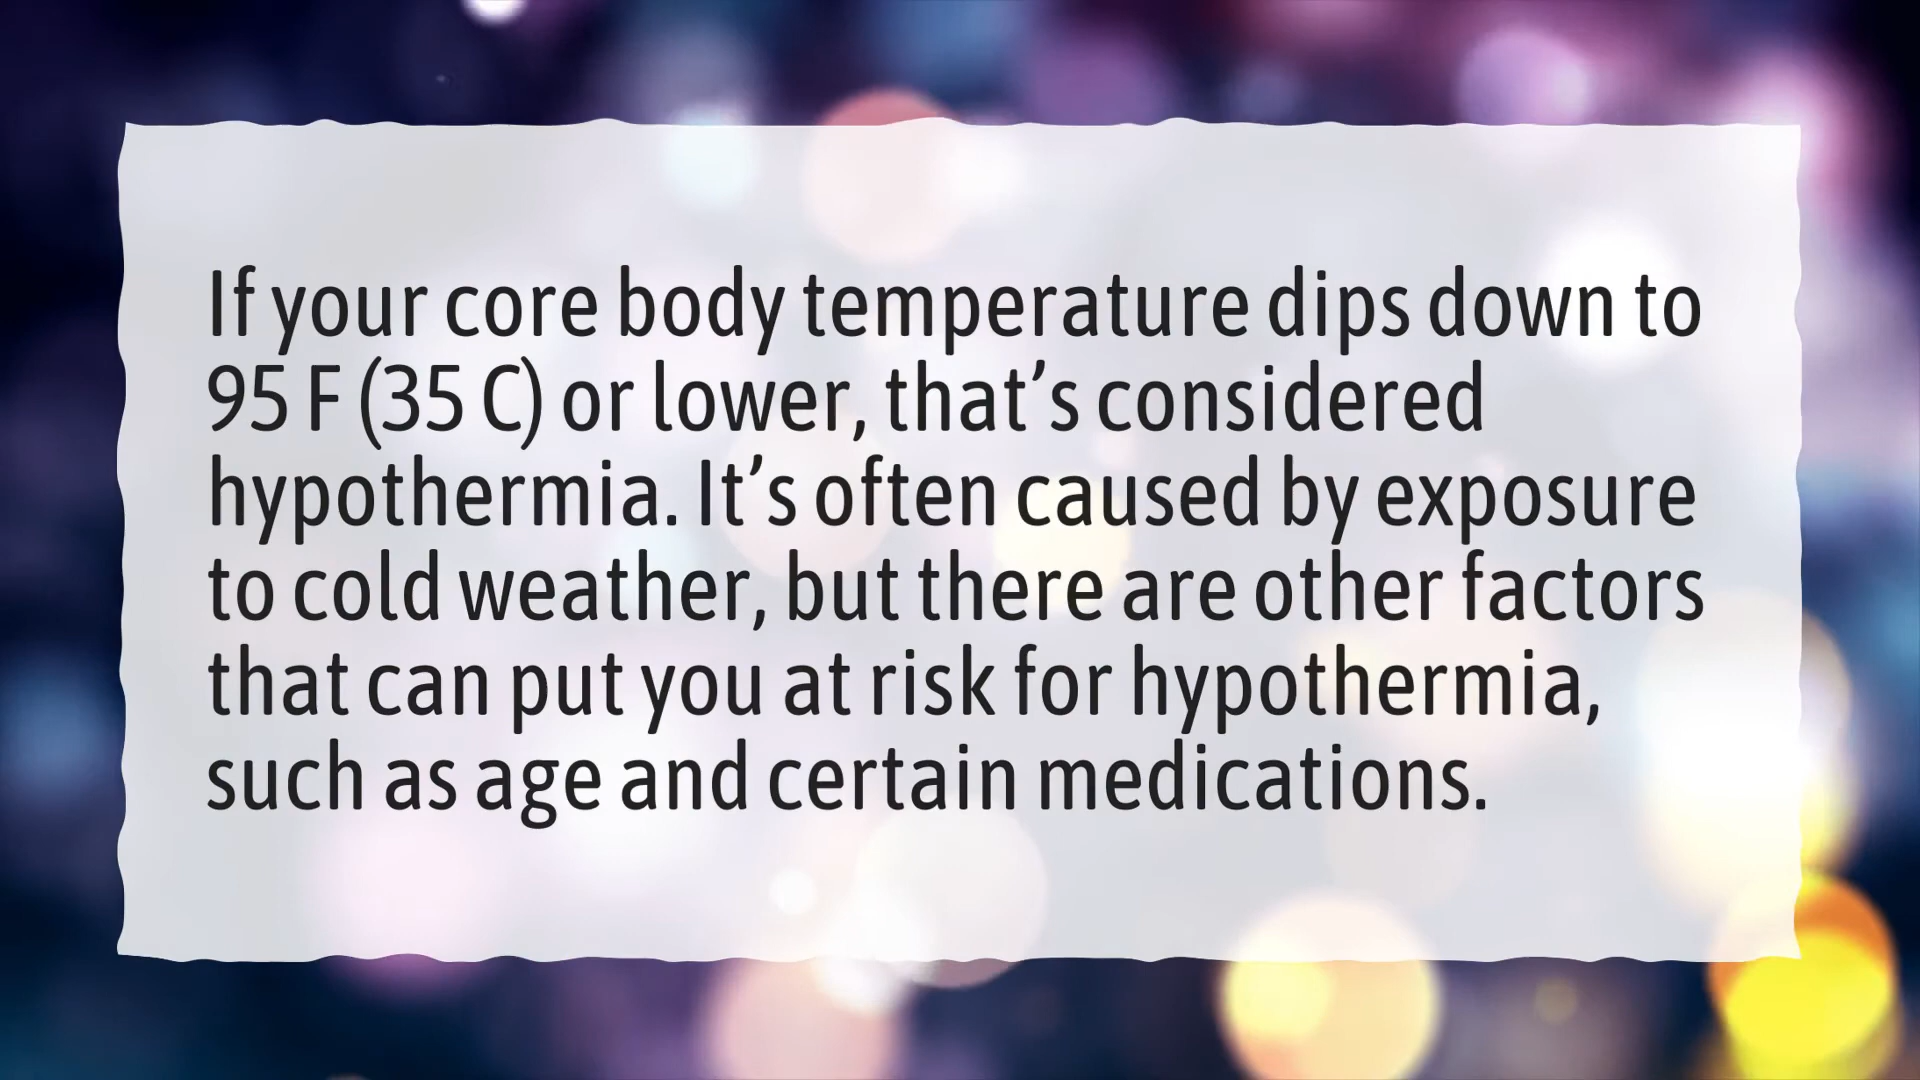 If your core body temperature dips down to
95 F (35 C) or lower, that’s considered
hypothermia. It’s often caused by exposure
to cold weather, but there are other factors
that can put you at risk for hypothermia,
such as age and certain medications.